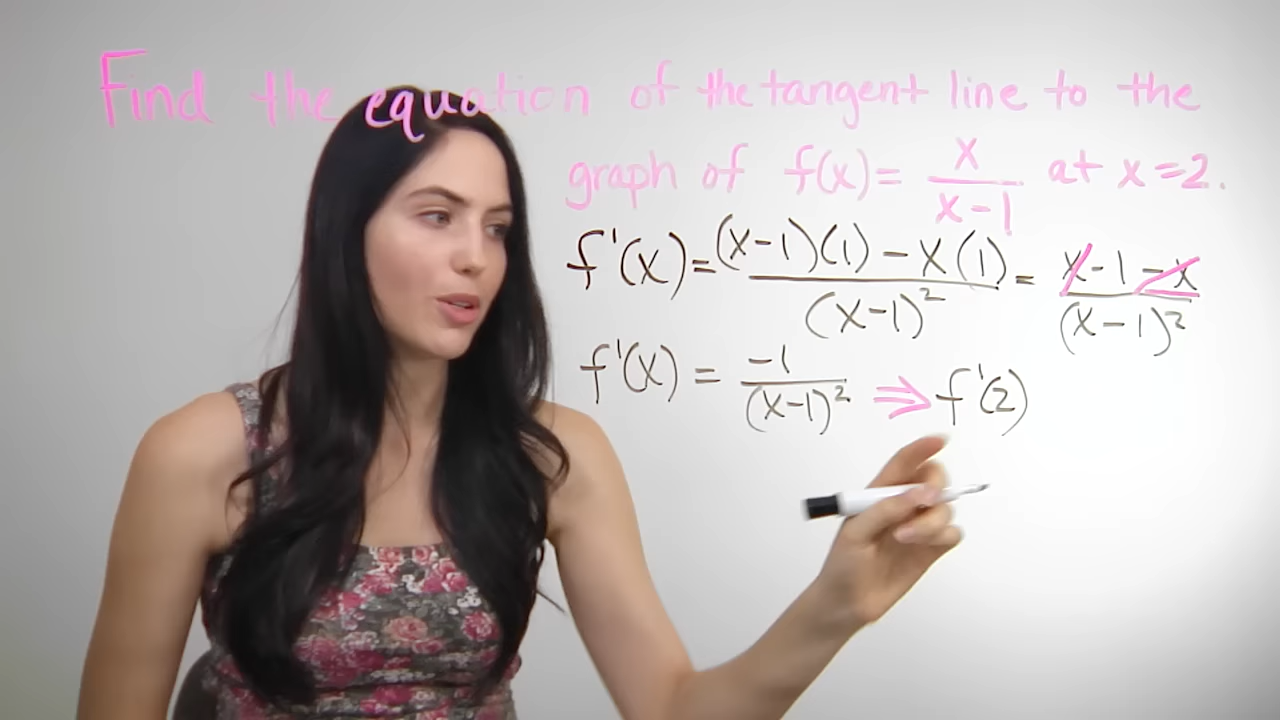 Find the equation of the tangent line to the
graph of f(x) = x/(x-1) at x=2.
f'(x) = ((x-1)(1) - x(1))/(x-1)² = (x-1-x)/(x-1)²
f'(x) = -1/(x-1)² ⇒ f'(2)